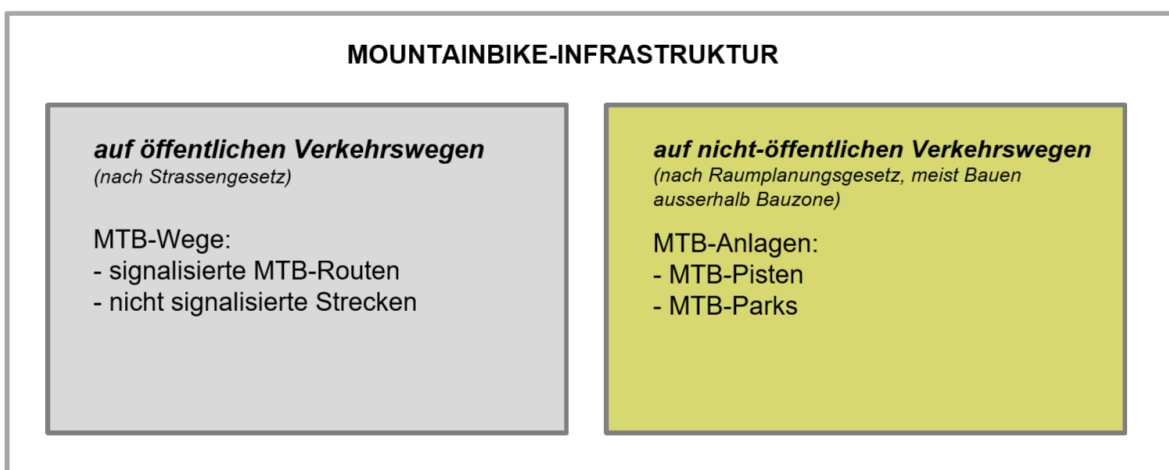 MOUNTAINBIKE-INFRASTRUKTUR
auf öffentlichen Verkehrswegen
(nach Strassengesetz)
MTB-Wege:
- signalisierte MTB-Routen
- nicht signalisierte Strecken
auf nicht-öffentlichen Verkehrswegen
(nach Raumplanungsgesetz, meist Bauen
ausserhalb Bauzone)
MTB-Anlagen:
- MTB-Pisten
- MTB-Parks